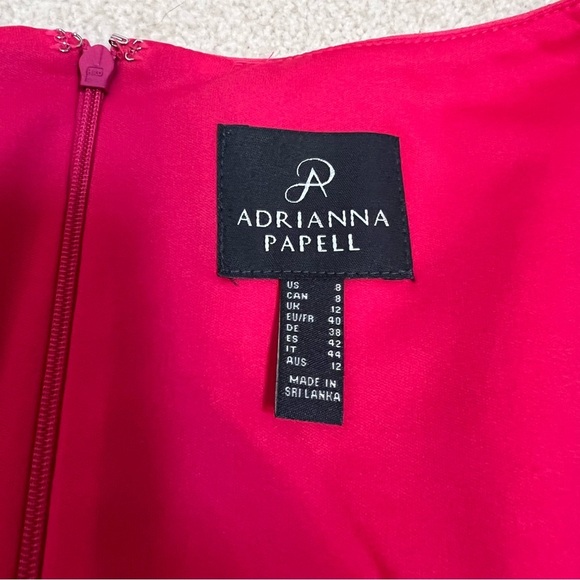 ADRIANNA
PAPELL
US 8
CAN 8
UK 12
EU/FR 40
DE 38
ES 42
IT 44
AUS 12
MADE IN
SRI LANKA